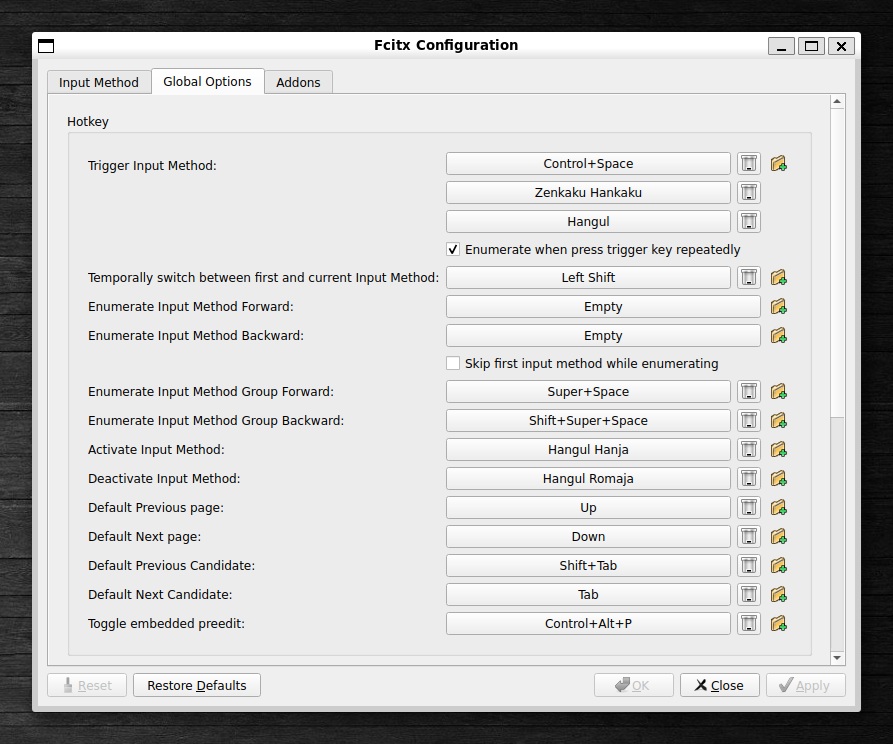 Fcitx Configuration
Input Method Global Options Addons
Hotkey
Trigger Input Method: Control+Space
Zenkaku Hankaku
Hangul
Enumerate when press trigger key repeatedly
Temporally switch between first and current Input Method: Left Shift
Enumerate Input Method Forward: Empty
Enumerate Input Method Backward: Empty
Skip first input method while enumerating
Enumerate Input Method Group Forward: Super+Space
Enumerate Input Method Group Backward: Shift+Super+Space
Activate Input Method: Hangul Hanja
Deactivate Input Method: Hangul Romaja
Default Previous page: Up
Default Next page: Down
Default Previous Candidate: Shift+Tab
Default Next Candidate: Tab
Toggle embedded preedit: Control+Alt+P
Reset Restore Defaults OK Close Apply